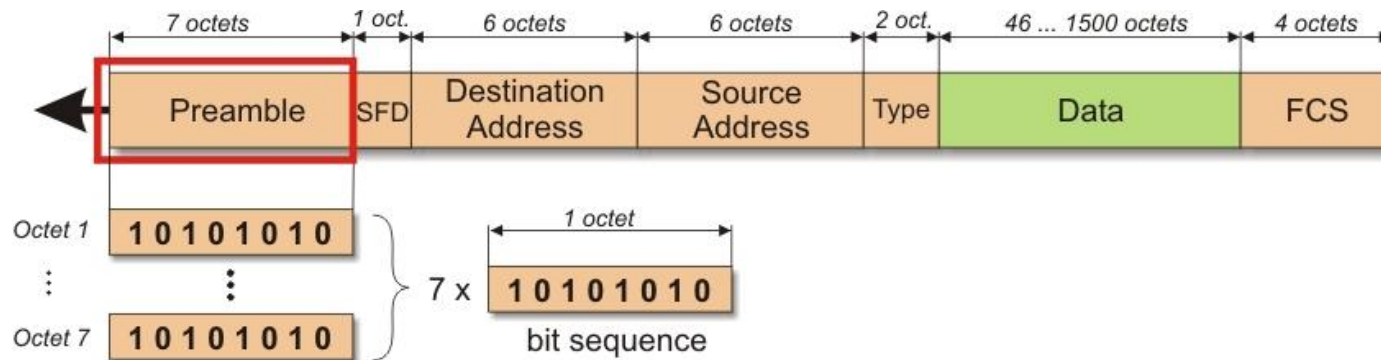 7 octets 1 oct. 6 octets 6 octets 2 oct. 46 ... 1500 octets 4 octets
Preamble SFD Destination Address Source Address Type Data FCS
Octet 1 1 0 1 0 1 0 1 0
1 octet
7 x 1 0 1 0 1 0 1 0
Octet 7 1 0 1 0 1 0 1 0
bit sequence